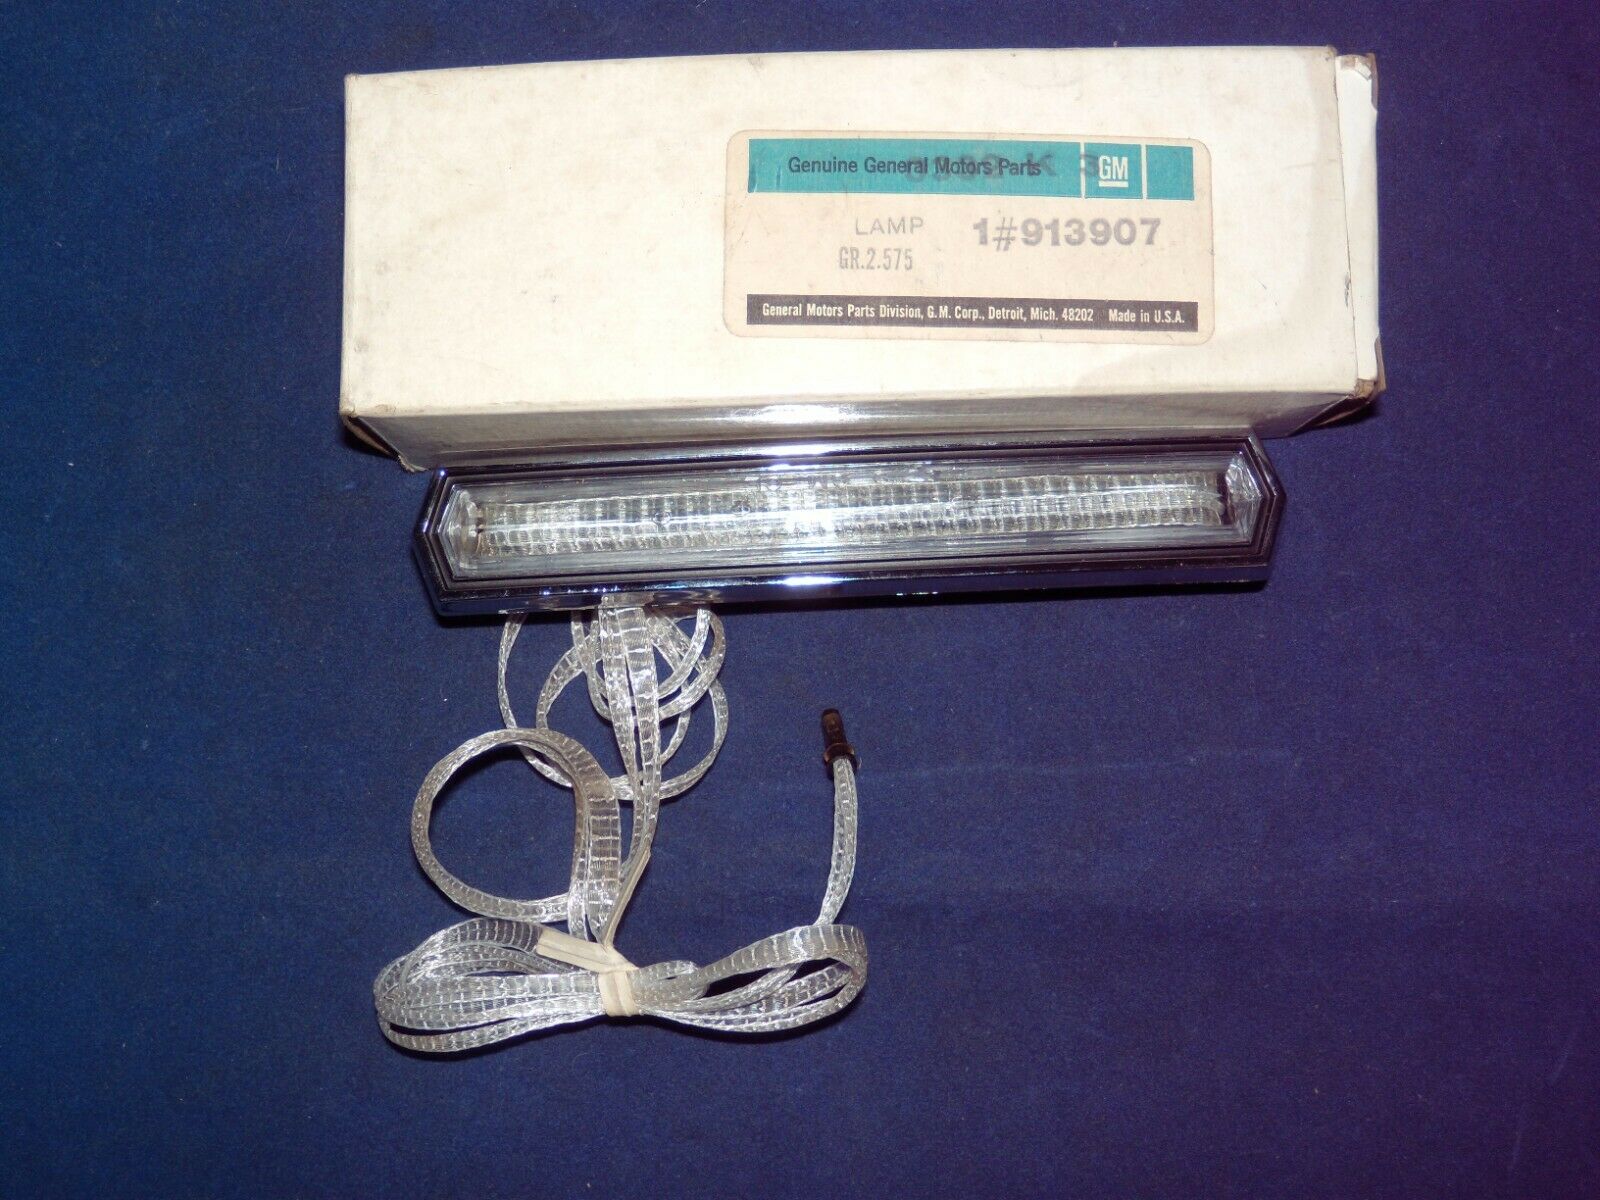 Genuine General Motors Parts GM
LAMP 1#913907
GR.2.575
General Motors Parts Division, G.M. Corp., Detroit, Mich. 48202 Made in U.S.A.